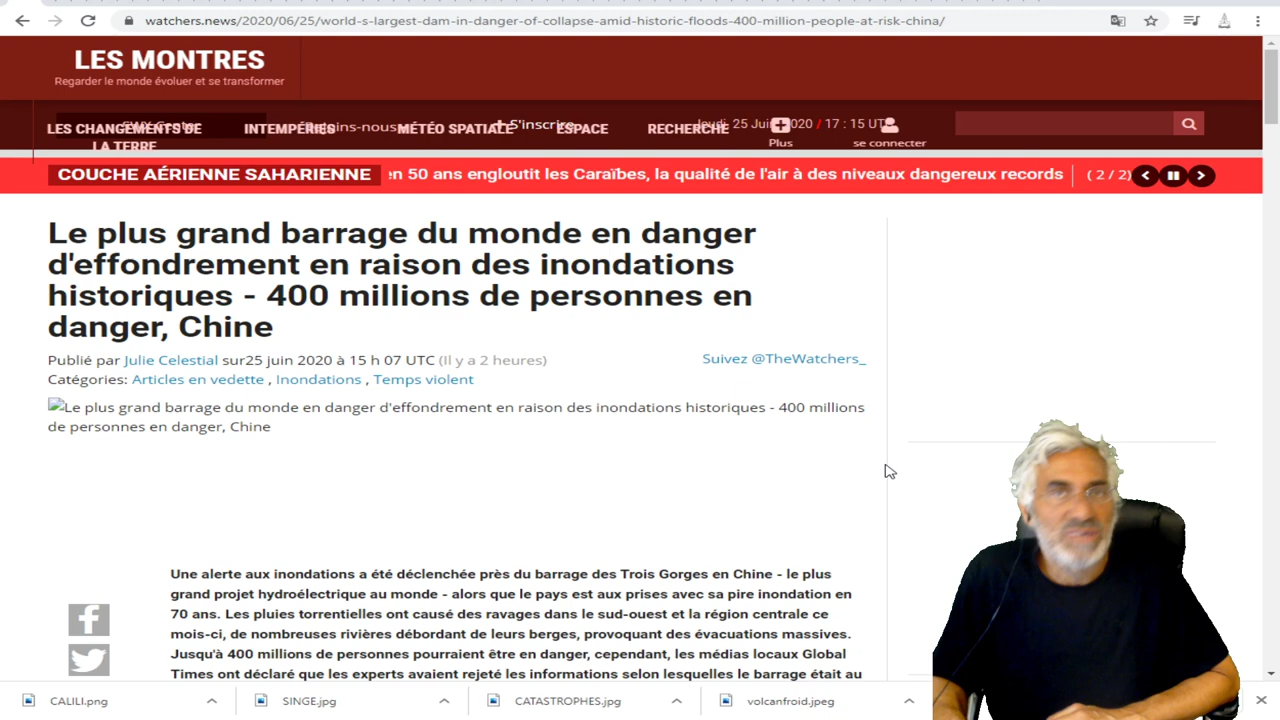 watchers.news/2020/06/25/world-s-largest-dam-in-danger-of-collapse-amid-historic-floods-400-million-people-at-risk-china/
LES MONTRES
Regarder le monde évoluer et se transformer
LES CHANGEMENTS DE
LA TERRE
INTEMPÉRIES
MÉTÉO SPATIALE
S'inscrire
ESPACE
RECHERCHE
Plus
se connecter
COUCHE AÉRIENNE SAHARIENNE en 50 ans engloutit les Caraïbes, la qualité de l'air à des niveaux dangereux records ( 2 / 2)
Le plus grand barrage du monde en danger
d'effondrement en raison des inondations
historiques - 400 millions de personnes en
danger, Chine
Publié par Julie Celestial sur25 juin 2020 à 15 h 07 UTC (Il y a 2 heures)
Suivez @TheWatchers_
Catégories: Articles en vedette , Inondations , Temps violent
Le plus grand barrage du monde en danger d'effondrement en raison des inondations historiques - 400 millions
de personnes en danger, Chine
Une alerte aux inondations a été déclenchée près du barrage des Trois Gorges en Chine - le plus
grand projet hydroélectrique au monde - alors que le pays est aux prises avec sa pire inondation en
70 ans. Les pluies torrentielles ont causé des ravages dans le sud-ouest et la région centrale ce
mois-ci, de nombreuses rivières débordant de leurs berges, provoquant des évacuations massives.
Jusqu'à 400 millions de personnes pourraient être en danger, cependant, les médias locaux Global
Times ont déclaré que les experts avaient rejeté les informations selon lesquelles le barrage était au
CALILI.png
SINGE.jpg
CATASTROPHES.jpg
volcanfroid.jpeg